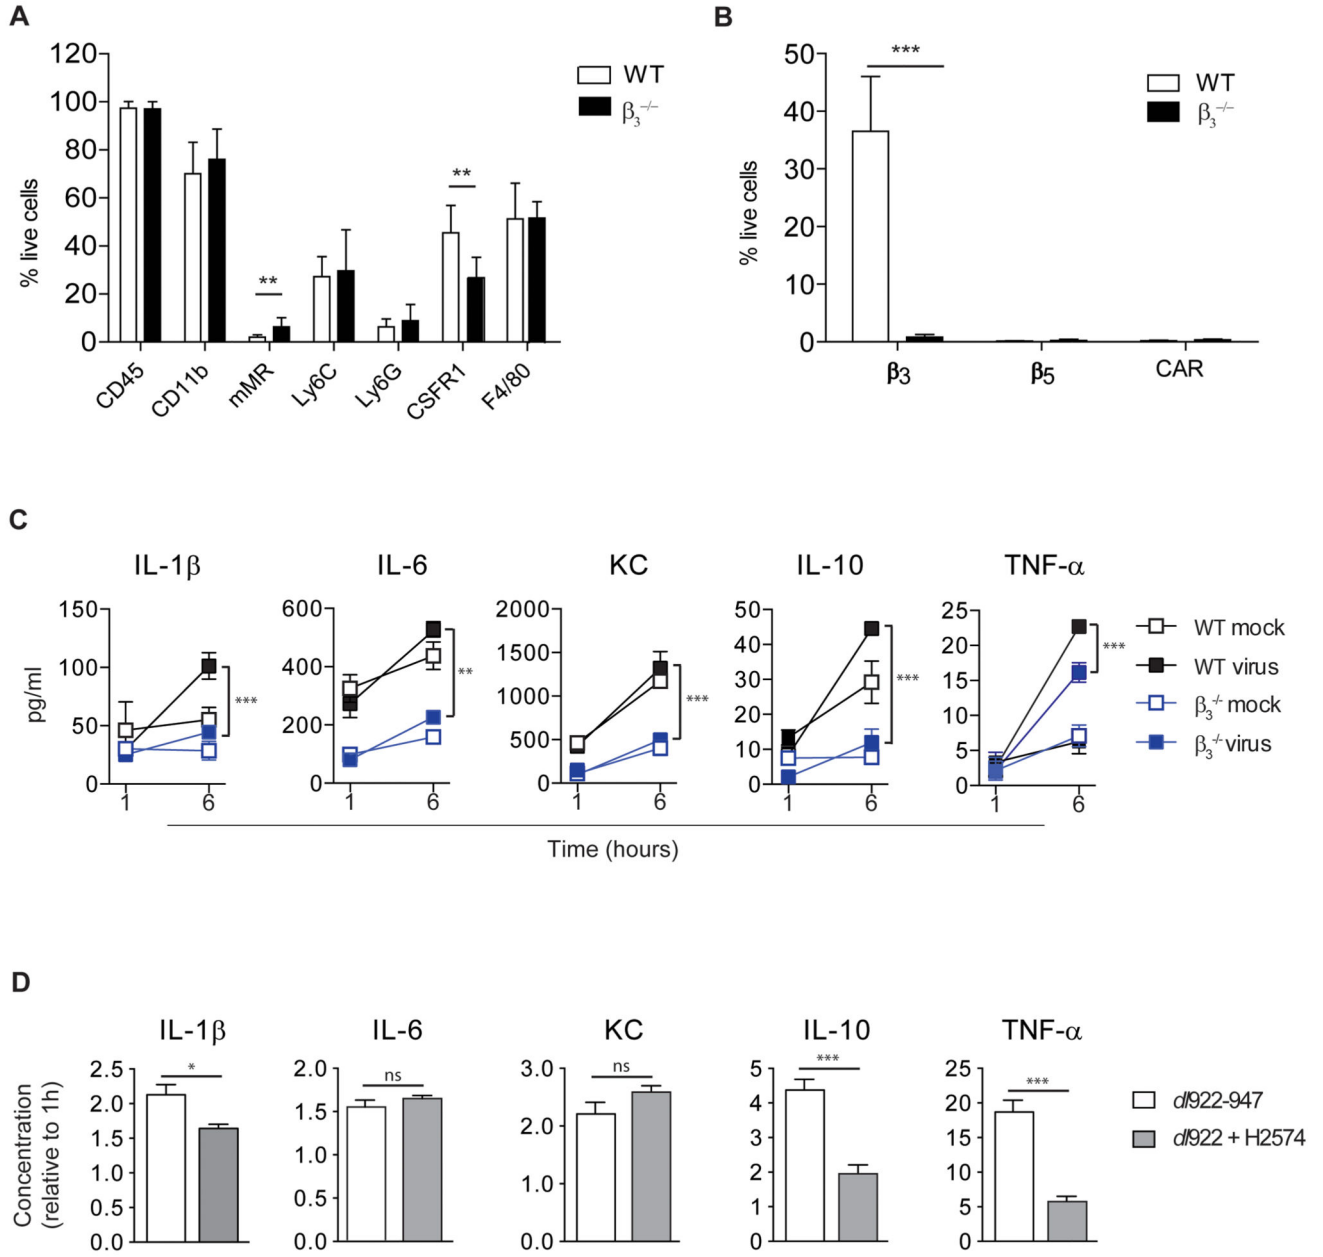 A
120
100
80
60
40
20
0
% live cells
WT
β3−/−
**
**
CD45
CD11b
mMR
Ly6C
Ly6G
CSFR1
F4/80
B
50
40
30
20
10
0
% live cells
***
WT
β3−/−
β3
β5
CAR
C
IL-1β
150
100
50
0
pg/ml
***
1
6
IL-6
600
400
200
0
**
1
6
KC
2000
1500
1000
500
0
***
1
6
IL-10
50
40
30
20
10
0
***
1
6
TNF-α
25
20
15
10
5
0
***
1
6
WT mock
WT virus
β3-/- mock
β3-/- virus
Time (hours)
D
Concentration
(relative to 1h)
IL-1β
2.5
2.0
1.5
1.0
0.5
0.0
*
IL-6
2.0
1.5
1.0
0.5
0.0
ns
KC
3.0
2.0
1.0
0.0
ns
IL-10
5
4
3
2
1
0
***
TNF-α
25
20
15
10
5
0
***
dl922-947
dl922 + H2574